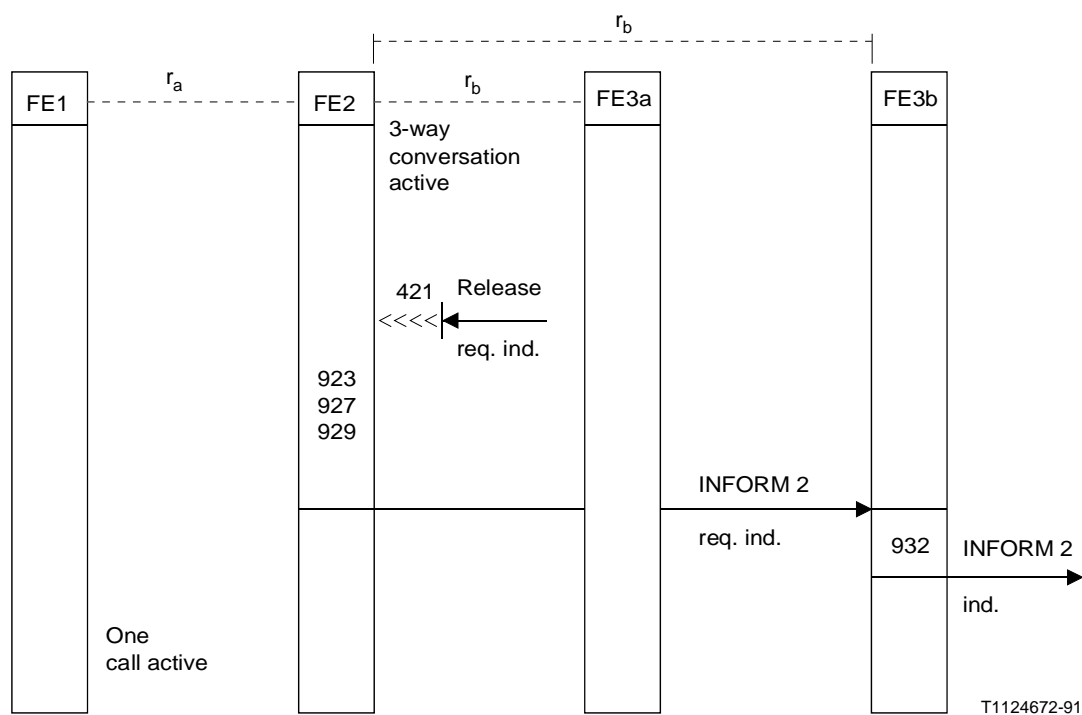 r_b
r_a
r_b
FE1
FE2
FE3a
FE3b
3-way
conversation
active
421
Release
<<<<
req. ind.
923
927
929
INFORM 2
req. ind.
932
INFORM 2
ind.
One
call active
T1124672-91